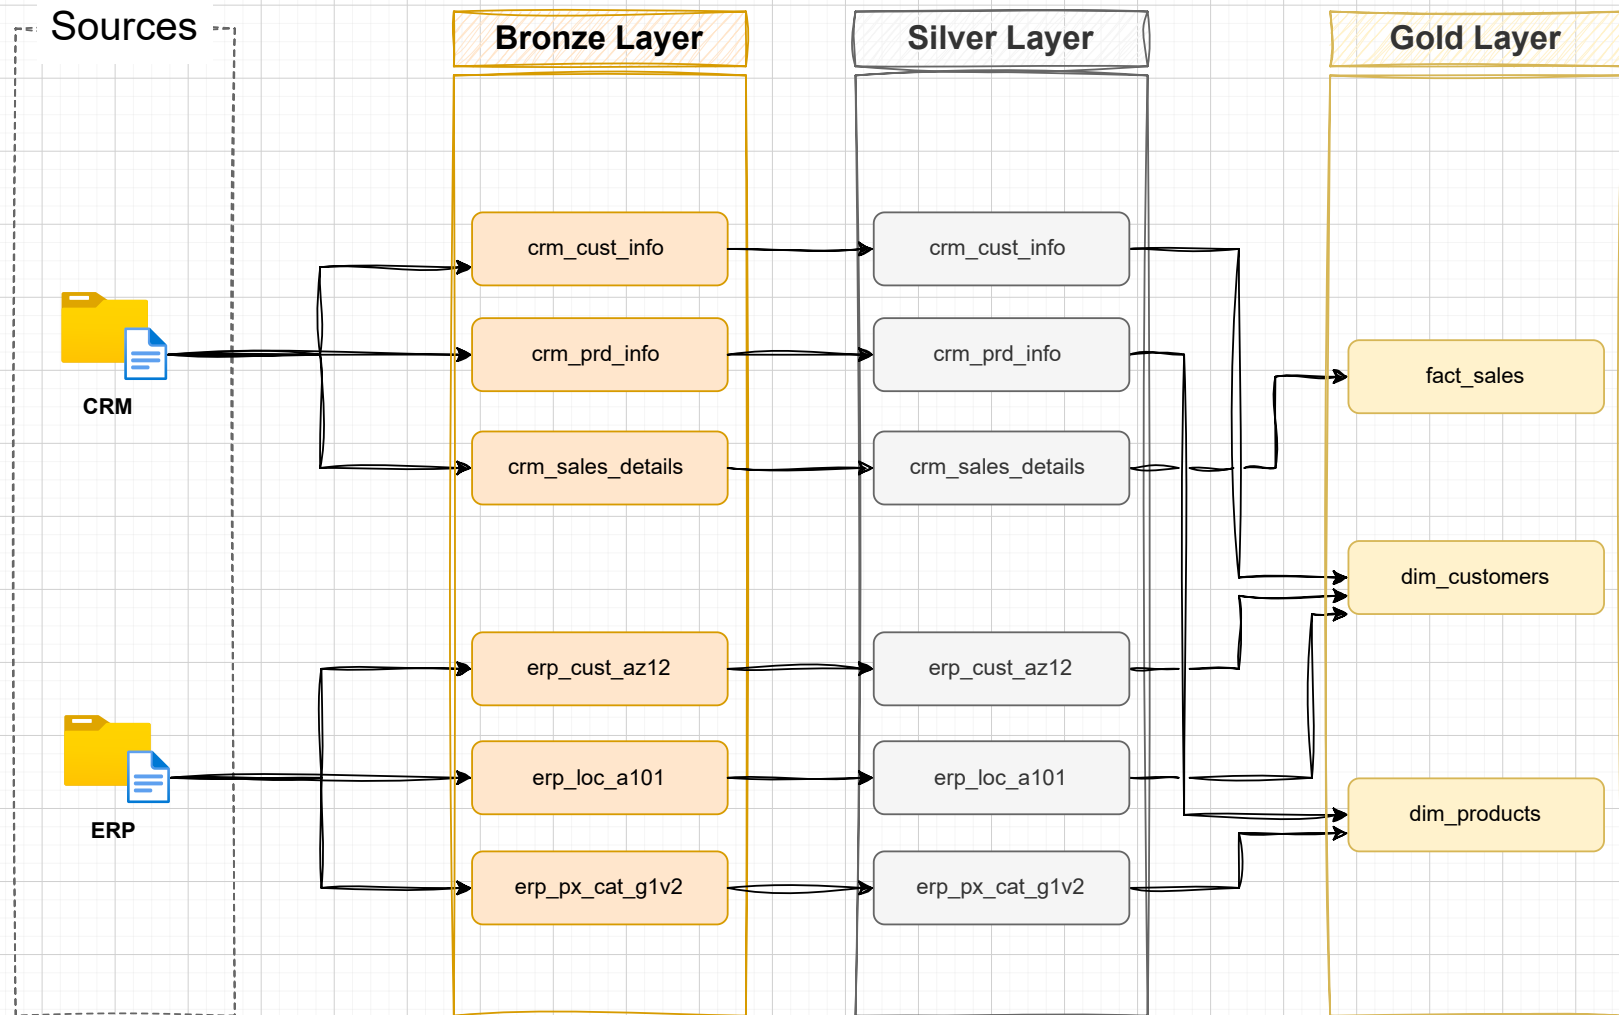 Sources
Bronze Layer
Silver Layer
Gold Layer
crm_cust_info
crm_cust_info
crm_prd_info
crm_prd_info
fact_sales
CRM
crm_sales_details
crm_sales_details
dim_customers
erp_cust_az12
erp_cust_az12
erp_loc_a101
erp_loc_a101
dim_products
ERP
erp_px_cat_g1v2
erp_px_cat_g1v2